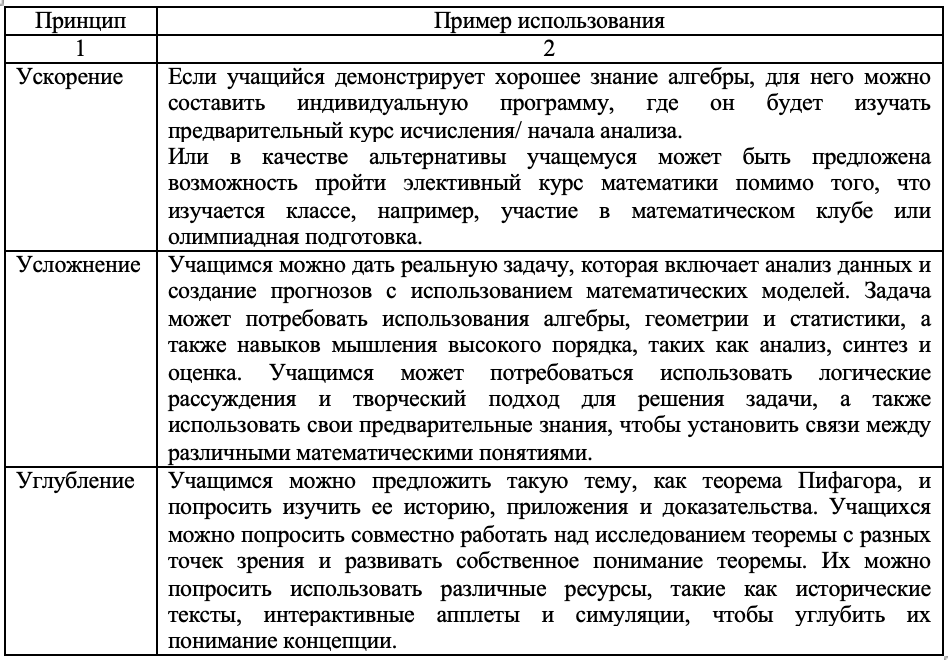 Принцип
Пример использования
1
2
Ускорение
Если учащийся демонстрирует хорошее знание алгебры, для него можно
составить индивидуальную программу, где он будет изучать
предварительный курс исчисления/ начала анализа.
Или в качестве альтернативы учащемуся может быть предложена
возможность пройти элективный курс математики помимо того, что
изучается классе, например, участие в математическом клубе или
олимпиадная подготовка.
Усложнение
Учащимся можно дать реальную задачу, которая включает анализ данных и
создание прогнозов с использованием математических моделей. Задача
может потребовать использования алгебры, геометрии и статистики, а
также навыков мышления высокого порядка, таких как анализ, синтез и
оценка. Учащимся может потребоваться использовать логические
рассуждения и творческий подход для решения задачи, а также
использовать свои предварительные знания, чтобы установить связи между
различными математическими понятиями.
Углубление
Учащимся можно предложить такую тему, как теорема Пифагора, и
попросить изучить ее историю, приложения и доказательства. Учащихся
можно попросить совместно работать над исследованием теоремы с разных
точек зрения и развивать собственное понимание теоремы. Их можно
попросить использовать различные ресурсы, такие как исторические
тексты, интерактивные апплеты и симуляции, чтобы углубить их
понимание концепции.